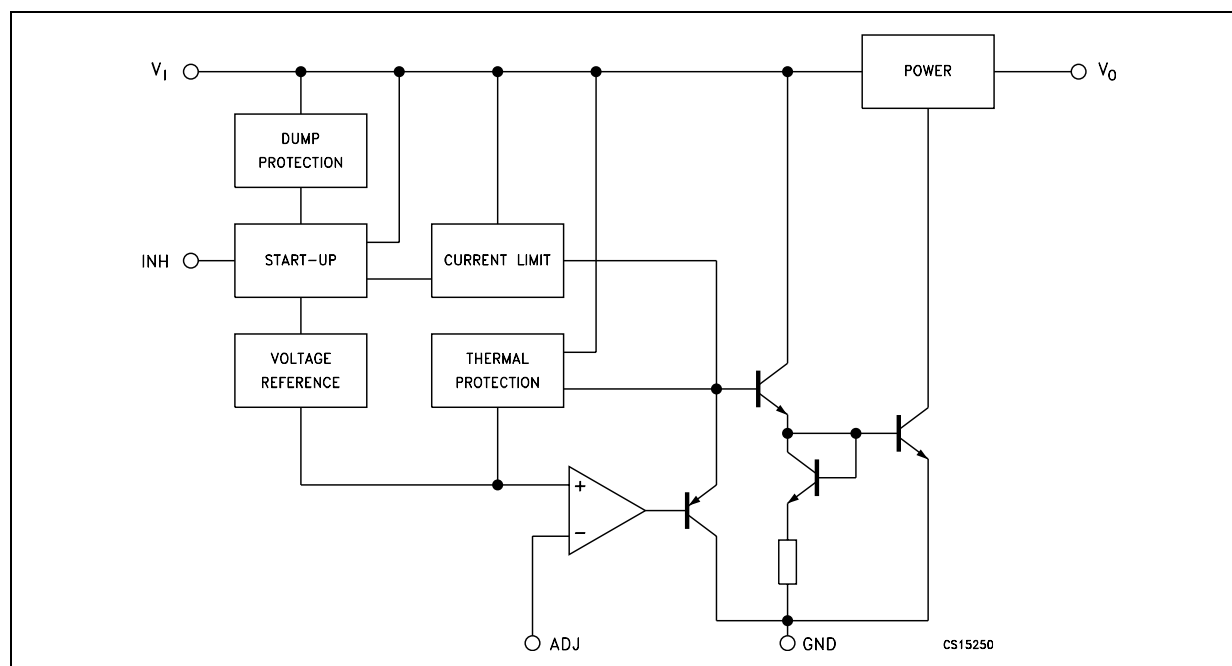 V_I
POWER
V_O
DUMP
PROTECTION
INH
START-UP
CURRENT LIMIT
VOLTAGE
REFERENCE
THERMAL
PROTECTION
+
−
ADJ
GND
CS15250